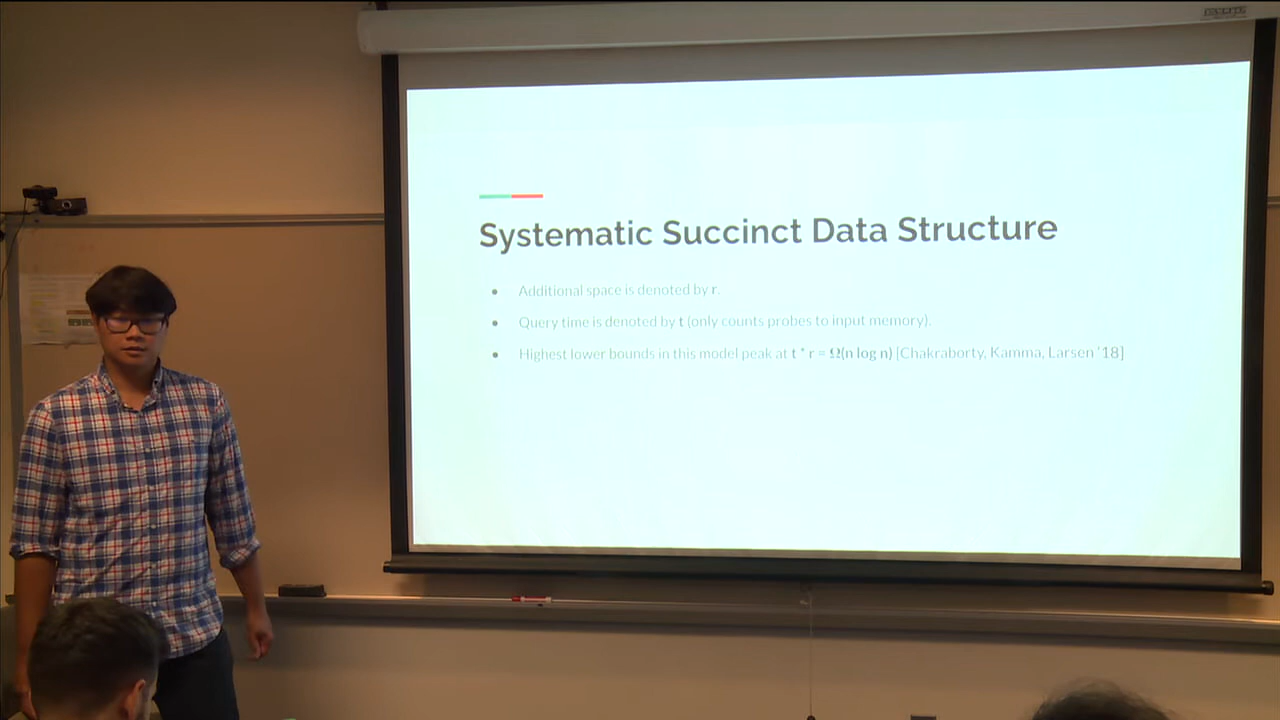 Systematic Succinct Data Structure
● Additional space is denoted by r.
● Query time is denoted by t (only counts probes to input memory).
● Highest lower bounds in this model peak at t * r = Ω(n log n) [Chakraborty, Kamma, Larsen '18]